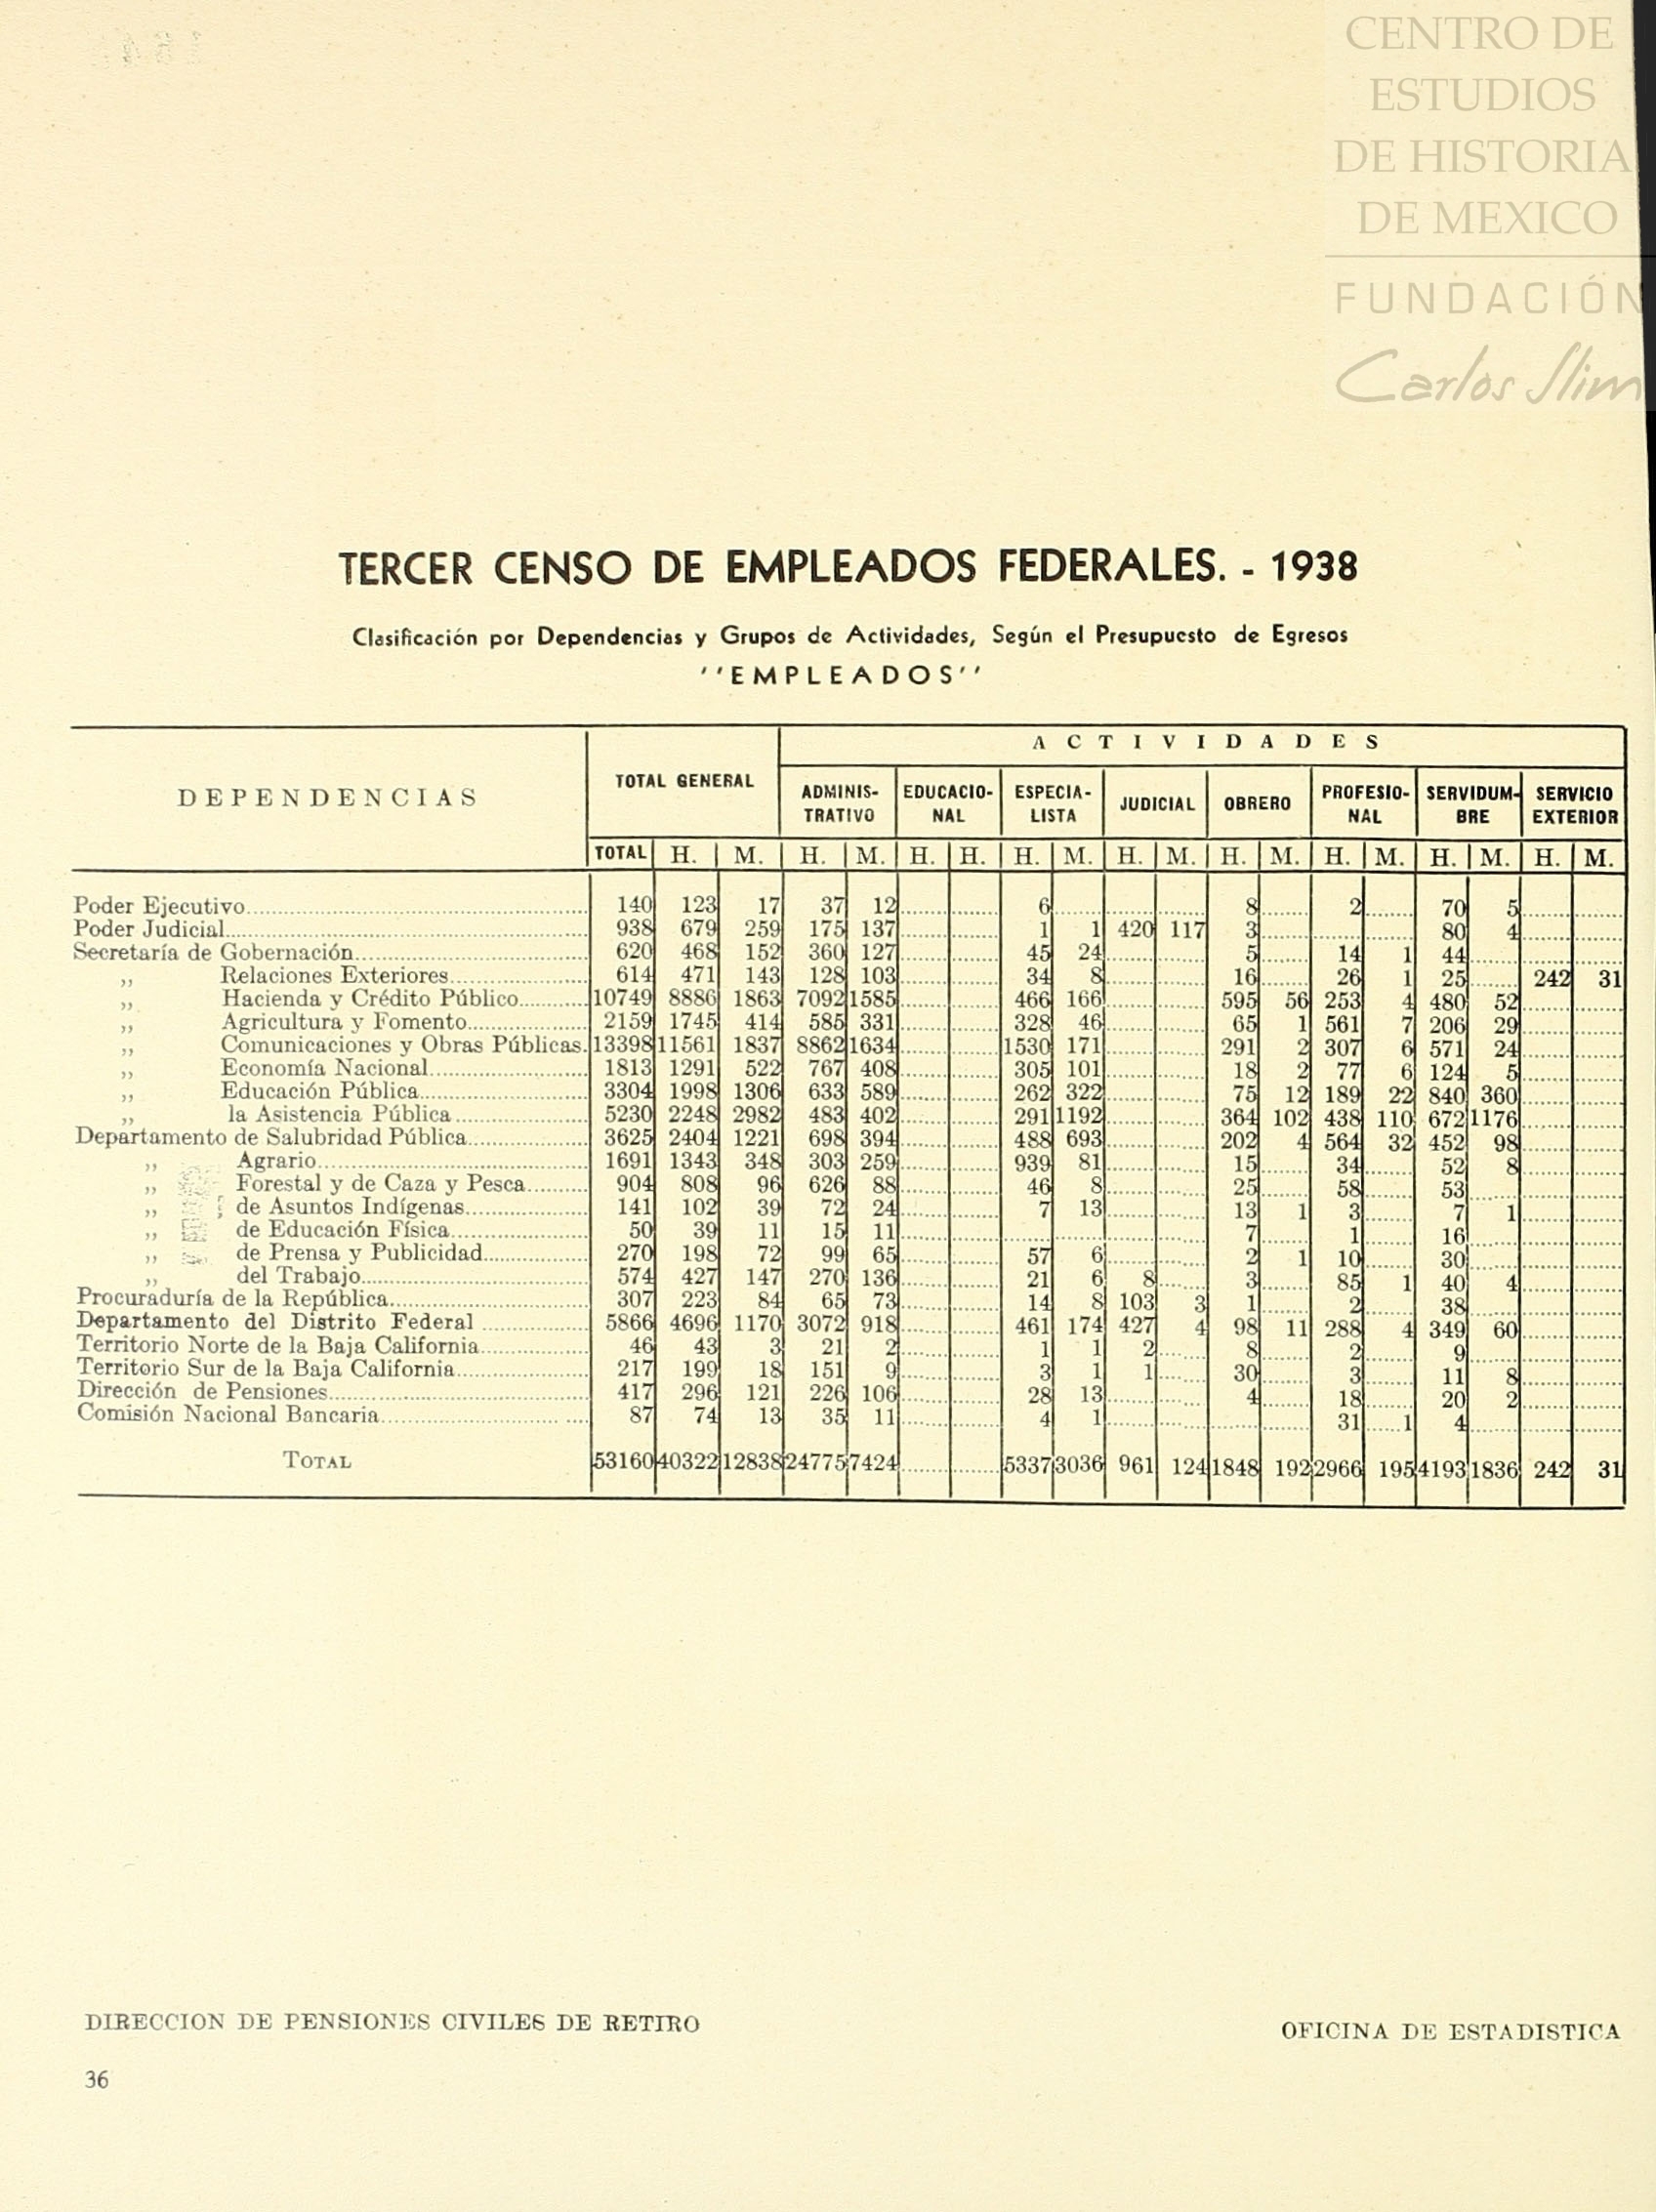 CENTRO DE
ESTUDIOS
DE HISTORIA
DE MEXICO
FUNDACIÓN
Carlos Slim
TERCER CENSO DE EMPLEADOS FEDERALES. - 1938
Clasificación por Dependencias y Grupos de Actividades, Según el Presupuesto de Egresos
''EMPLEADOS''
DEPENDENCIAS TOTAL GENERAL ACTIVIDADES
ADMINIS- EDUCACIO- ESPECIA- JUDICIAL OBRERO PROFESIO- SERVIDUM- SERVICIO
TRATIVO NAL LISTA NAL BRE EXTERIOR
TOTAL H. M. H. M. H. H. H. M. H. M. H. M. H. M. H. M. H. M.
Poder Ejecutivo 140 123 17 37 12 6 8 2 70 5
Poder Judicial 938 679 259 175 137 1 1 420 117 3 80 4
Secretaría de Gobernación 620 468 152 360 127 45 24 5 14 1 44
,, Relaciones Exteriores 614 471 143 128 103 34 8 16 26 1 25 242 31
,, Hacienda y Crédito Público 10749 8886 1863 7092 1585 466 166 595 56 253 4 480 52
,, Agricultura y Fomento 2159 1745 414 585 331 328 46 65 1 561 7 206 29
,, Comunicaciones y Obras Públicas. 13398 11561 1837 8862 1634 1530 171 291 2 307 6 571 24
,, Economía Nacional 1813 1291 522 767 408 305 101 18 2 77 6 124 5
,, Educación Pública 3304 1998 1306 633 589 262 322 75 12 189 22 840 360
,, la Asistencia Pública 5230 2248 2982 483 402 291 1192 364 102 438 110 672 1176
Departamento de Salubridad Pública 3625 2404 1221 698 394 488 693 202 4 564 32 452 98
,, Agrario 1691 1343 348 303 259 939 81 15 34 52 8
,, Forestal y de Caza y Pesca 904 808 96 626 88 46 8 25 58 53
,, de Asuntos Indígenas 141 102 39 72 24 7 13 13 1 3 7 1
,, de Educación Física 50 39 11 15 11 7 1 16
,, de Prensa y Publicidad 270 198 72 99 65 57 6 2 1 10 30
,, del Trabajo 574 427 147 270 136 21 6 8 3 85 1 40 4
Procuraduría de la República 307 223 84 65 73 14 8 103 3 1 2 38
Departamento del Distrito Federal 5866 4696 1170 3072 918 461 174 427 4 98 11 288 4 349 60
Territorio Norte de la Baja California 46 43 3 21 2 1 1 2 8 2 9
Territorio Sur de la Baja California 217 199 18 151 9 3 1 1 30 3 11 8
Dirección de Pensiones 417 296 121 226 106 28 13 4 18 20 2
Comisión Nacional Bancaria 87 74 13 35 11 4 1 31 1 4
TOTAL 53160 40322 12838 24775 7424 5337 3036 961 124 1848 192 2966 195 4193 1836 242 31
DIRECCION DE PENSIONES CIVILES DE RETIRO
OFICINA DE ESTADISTICA
36